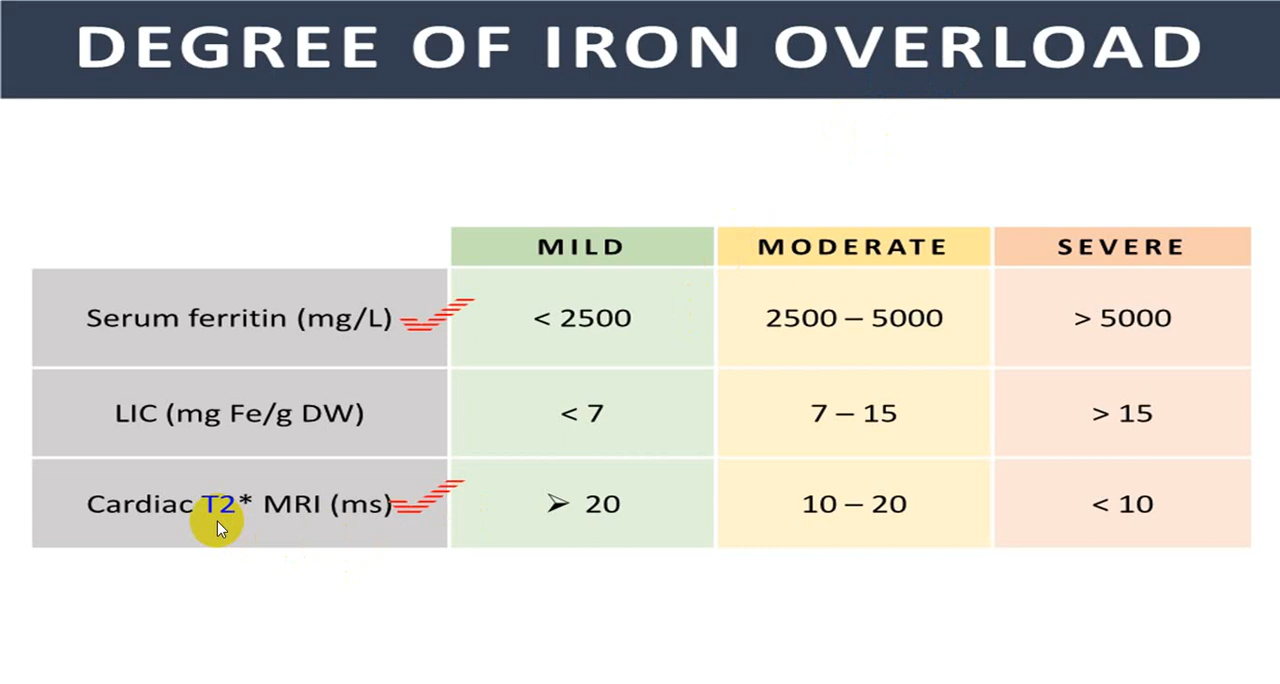 DEGREE OF IRON OVERLOAD
MILD MODERATE SEVERE
Serum ferritin (mg/L) < 2500 2500 – 5000 > 5000
LIC (mg Fe/g DW) < 7 7 – 15 > 15
Cardiac T2* MRI (ms) ➢ 20 10 – 20 < 10